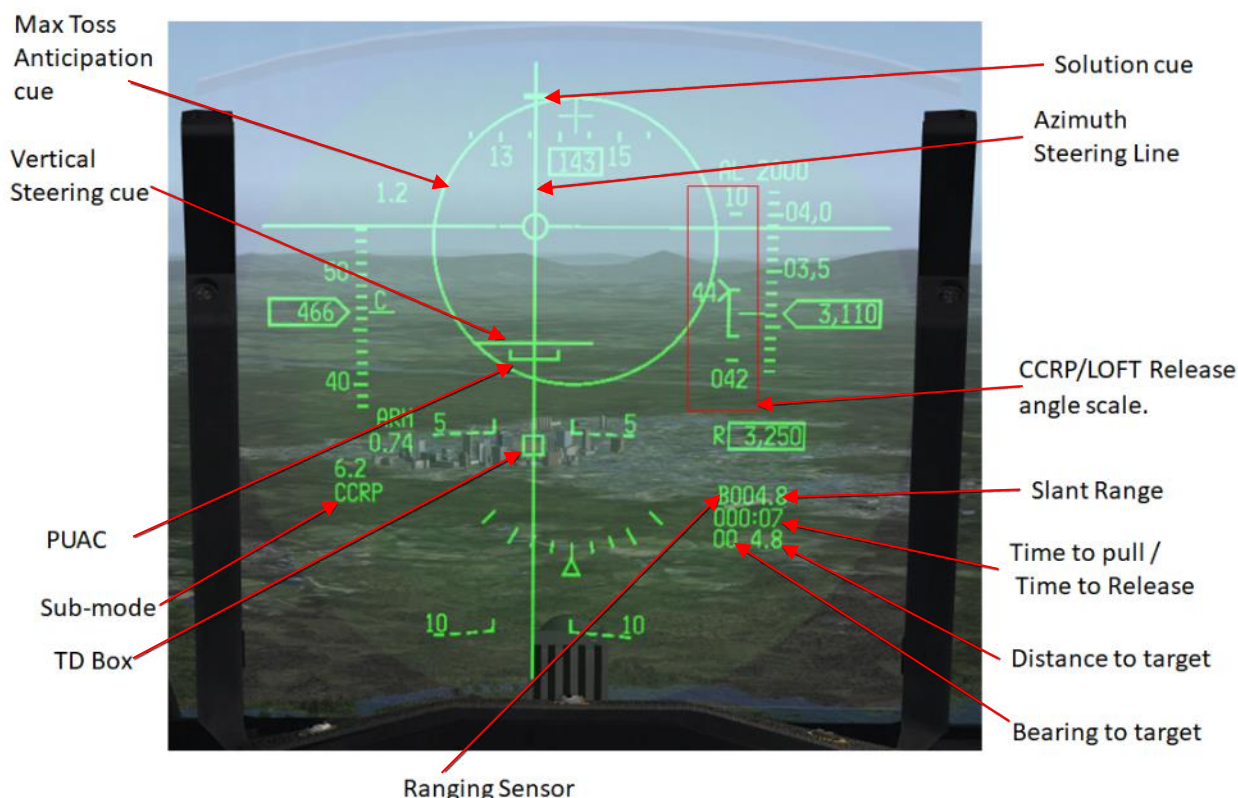 Max Toss
Anticipation
cue
Vertical
Steering cue
PUAC
Sub-mode
TD Box
Ranging Sensor
Solution cue
Azimuth
Steering Line
CCRP/LOFT Release
angle scale.
Slant Range
Time to pull /
Time to Release
Distance to target
Bearing to target
13 143 15
1.2
AL 2000
10
04,0
50
03,5
466 C
44
3,110
40
042
ARM
0.74
5 5
R 3,250
6.2
CCRP
B004.8
000:07
00 4.8
10 10